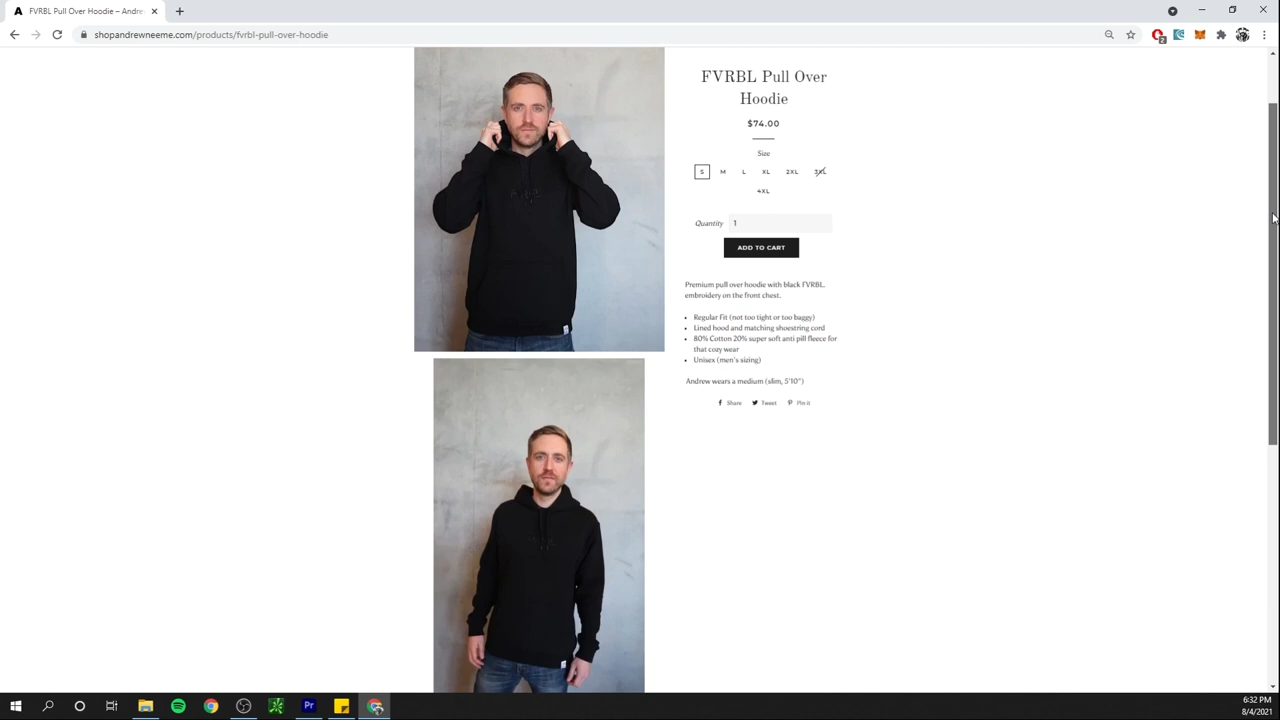 FVRBL Pull Over Hoodie – Andre
shopandrewneeme.com/products/fvrbl-pull-over-hoodie
2
FVRBL Pull Over
Hoodie
$74.00
Size
S M L XL 2XL 3XL
4XL
Quantity 1
ADD TO CART
Premium pull over hoodie with black FVRBL.
embroidery on the front chest.
Regular Fit (not too tight or too baggy)
Lined hood and matching shoestring cord
80% Cotton 20% super soft anti pill fleece for
that cozy wear
Unisex (men's sizing)
Andrew wears a medium (slim, 5'10")
Share Tweet Pin it
Pr
6:32 PM
8/4/2021